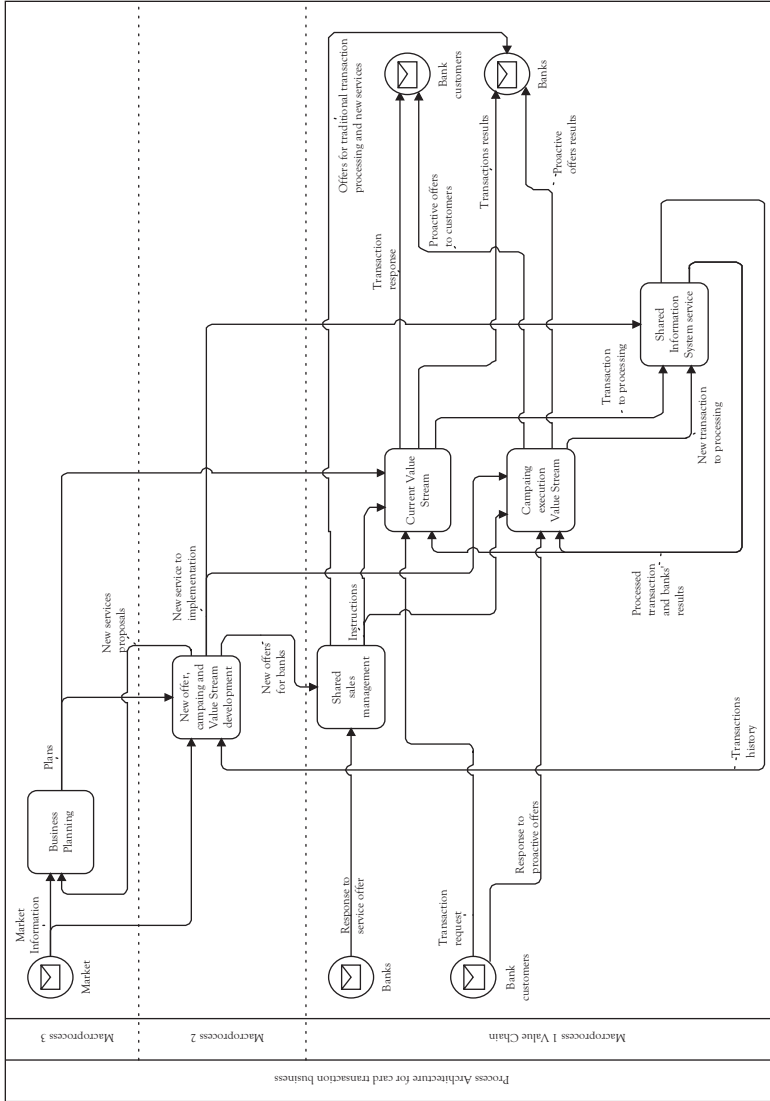 Process Architecture for card transaction business
Macroprocess 3
Macroprocess 2
Macroprocess 1 Value Chain
Market
Market
Information
Business
Planning
Plans
New services
proposals
New offer,
campaing and
Value Stream
development
New service to
implementation
New offers
for banks
Banks
Response to
service offer
Shared
sales
management
Instructions
Offers for traditional transaction
processing and new services
Bank
customers
Transaction
request
Response to
proactive offers
Current Value
Stream
Transaction
response
Proactive offers
to customers
Transactions results
Bank
customers
Banks
Proactive
offers results
Campaing
execution
Value Stream
Transaction
to processing
New transaction
to processing
Shared
Information
System service
Processed
transaction
and banks'
results
Transactions
history